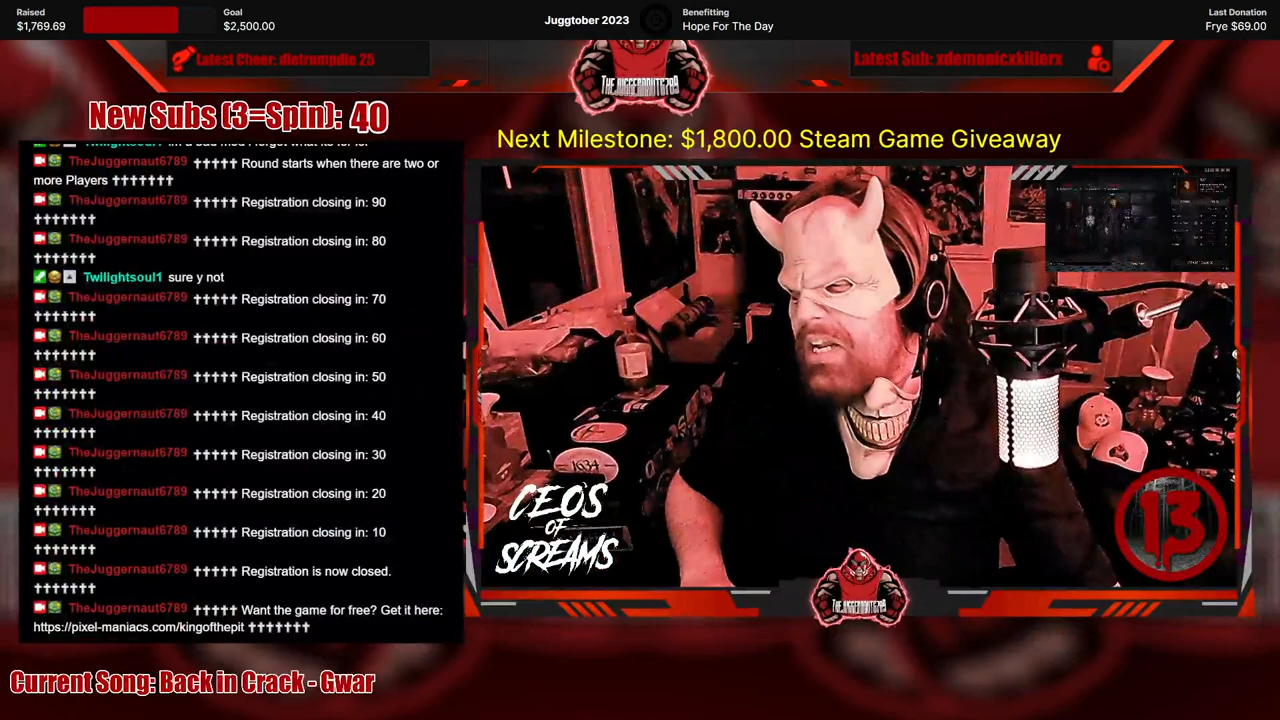 Raised
$1,769.69
Goal
$2,500.00
Juggtober 2023
Benefitting
Hope For The Day
Last Donation
Frye $69.00
Latest Cheer: dietrumpdie 25
THEJUGGERNAUT6789
Latest Sub: xdemonicxkillerx
New Subs (3=Spin): 40
Next Milestone: $1,800.00 Steam Game Giveaway
TheJuggernaut6789 ✝✝✝✝✝ Round starts when there are two or
more Players ✝✝✝✝✝✝✝
TheJuggernaut6789 ✝✝✝✝✝ Registration closing in: 90
✝✝✝✝✝✝✝
TheJuggernaut6789 ✝✝✝✝✝ Registration closing in: 80
✝✝✝✝✝✝✝
Twilightsoul1 sure y not
TheJuggernaut6789 ✝✝✝✝✝ Registration closing in: 70
✝✝✝✝✝✝✝
TheJuggernaut6789 ✝✝✝✝✝ Registration closing in: 60
✝✝✝✝✝✝✝
TheJuggernaut6789 ✝✝✝✝✝ Registration closing in: 50
✝✝✝✝✝✝✝
TheJuggernaut6789 ✝✝✝✝✝ Registration closing in: 40
✝✝✝✝✝✝✝
TheJuggernaut6789 ✝✝✝✝✝ Registration closing in: 30
✝✝✝✝✝✝✝
TheJuggernaut6789 ✝✝✝✝✝ Registration closing in: 20
✝✝✝✝✝✝✝
TheJuggernaut6789 ✝✝✝✝✝ Registration closing in: 10
✝✝✝✝✝✝✝
TheJuggernaut6789 ✝✝✝✝✝ Registration is now closed.
✝✝✝✝✝✝✝
TheJuggernaut6789 ✝✝✝✝✝ Want the game for free? Get it here:
https://pixel-maniacs.com/kingofthepit ✝✝✝✝✝✝✝
1634
CEOS
OF
SCREAMS
13
THEJUGGERNAUT6789
Current Song: Back in Crack - Gwar